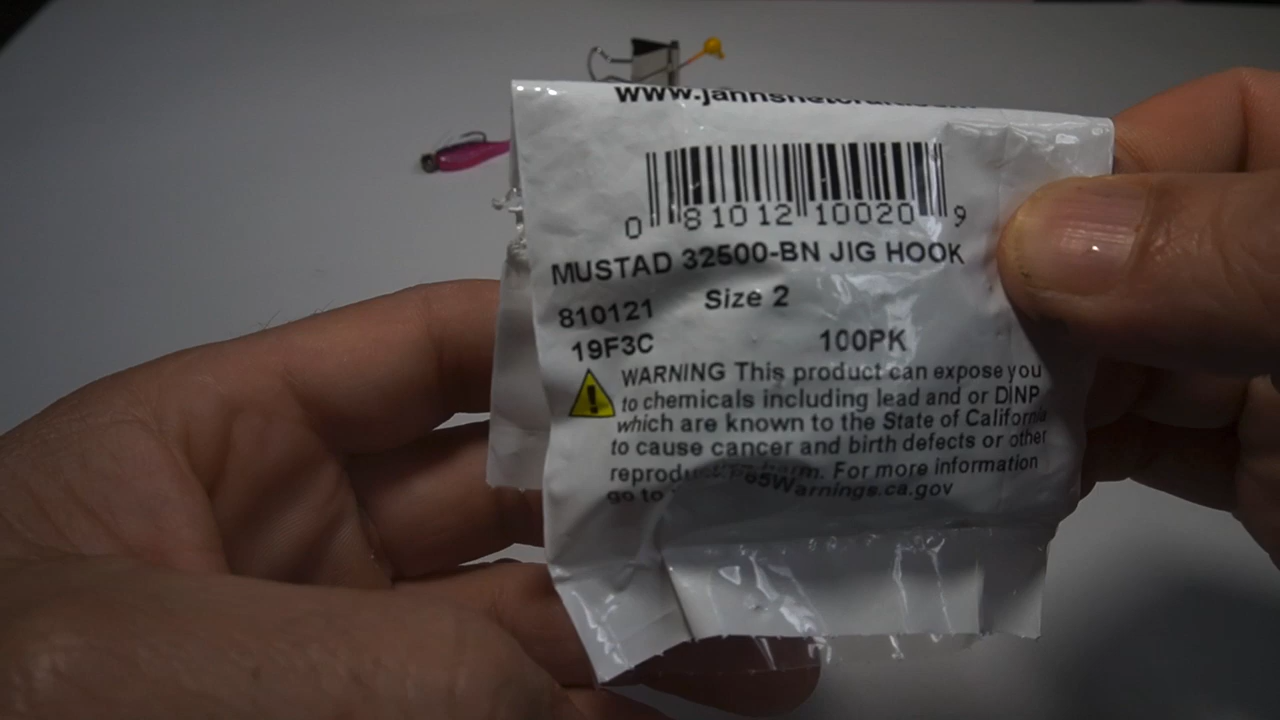 www.jannsnetcraft.com
0 81012 10020 9
MUSTAD 32500-BN JIG HOOK
810121 Size 2
19F3C 100PK
WARNING This product can expose you
to chemicals including lead and or DINP
which are known to the State of California
to cause cancer and birth defects or other
reproductive harm. For more information
go to P65Warnings.ca.gov